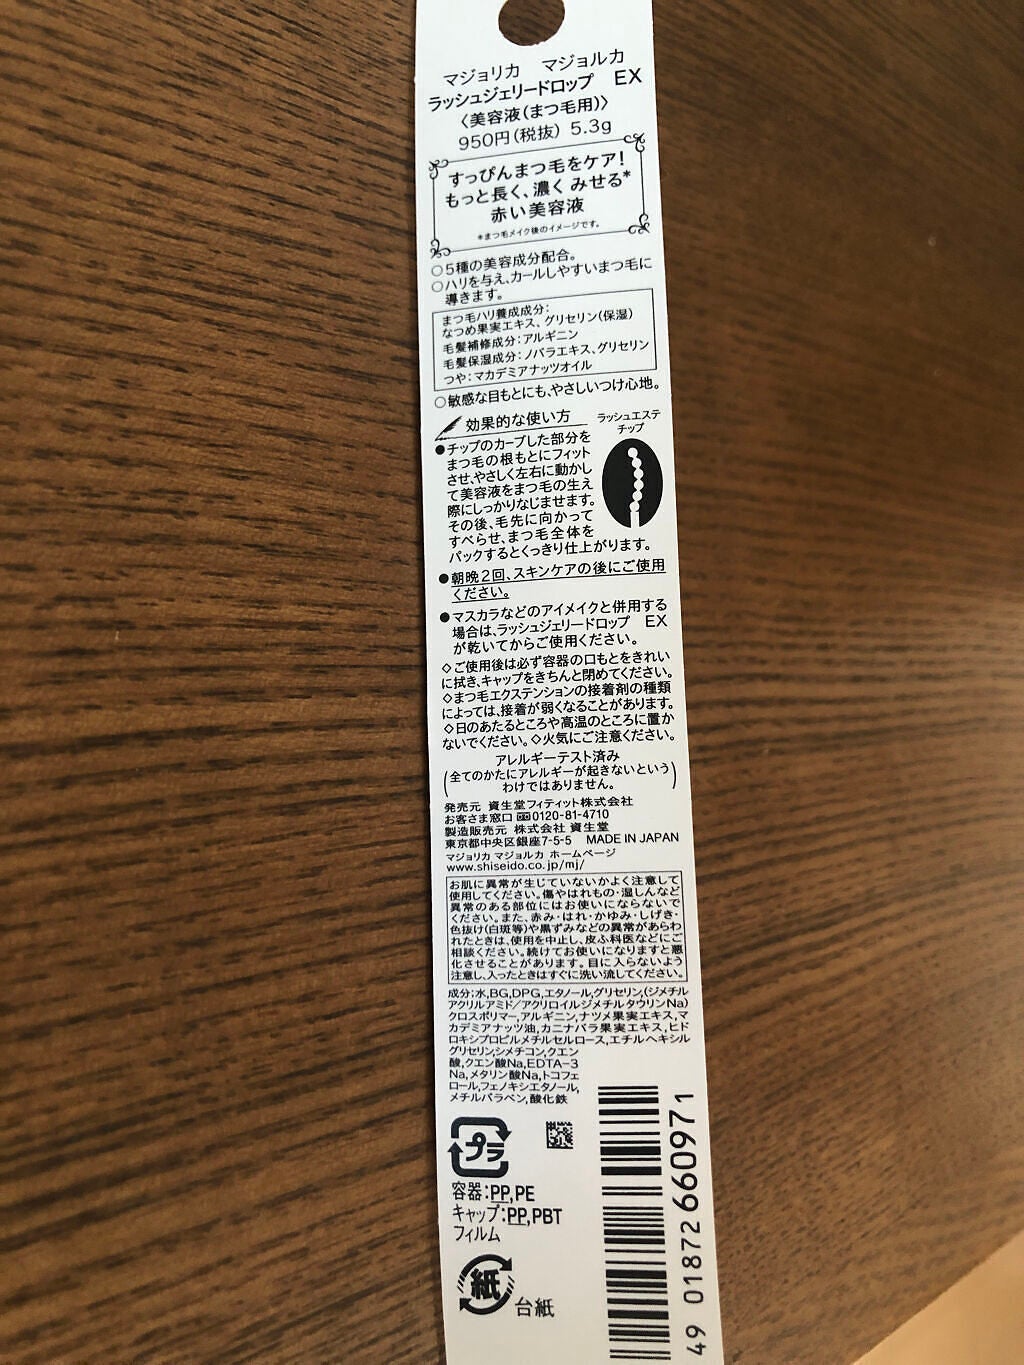 マジョリカ マジョルカ
ラッシュジェリードロップ EX
〈美容液(まつ毛用)〉
950円(税抜) 5.3g
すっぴんまつ毛をケア!
もっと長く、濃く みせる*
赤い美容液
*まつ毛メイク後のイメージです。
○5種の美容成分配合。
○ハリを与え、カールしやすいまつ毛に
導きます。
まつ毛ハリ養成成分:
なつめ果実エキス、グリセリン(保湿)
毛髪補修成分:アルギニン
毛髪保湿成分:ノバラエキス、グリセリン
つや:マカデミアナッツオイル
○敏感な目もとにも、やさしいつけ心地。
効果的な使い方
ラッシュエステ
チップ
●チップのカーブした部分を
まつ毛の根もとにフィット
させ、やさしく左右に動かし
て美容液をまつ毛の生え
際にしっかりなじませます。
その後、毛先に向かって
すべらせ、まつ毛全体を
パックするとくっきり仕上がります。
●朝晩2回、スキンケアの後にご使用
ください。
●マスカラなどのアイメイクと併用する
場合は、ラッシュジェリードロップ EX
が乾いてからご使用ください。
◇ご使用後は必ず容器の口もとをきれい
に拭き、キャップをきちんと閉めてください。
◇まつ毛エクステンションの接着剤の種類
によっては、接着が弱くなることがあります。
◇日のあたるところや高温のところに置か
ないでください。◇火気にご注意ください。
アレルギーテスト済み
(全てのかたにアレルギーが起きないという
わけではありません。)
発売元 資生堂フィティット株式会社
お客さま窓口 0120-81-4710
製造販売元 株式会社 資生堂
東京都中央区銀座7-5-5 MADE IN JAPAN
マジョリカ マジョルカ ホームページ
www.shiseido.co.jp/mj/
お肌に異常が生じていないかよく注意して
使用してください。傷やはれもの・湿しんなど
異常のある部位にはお使いにならないで
ください。また、赤み・はれ・かゆみ・しげき・
色抜け(白斑等)や黒ずみなどの異常があらわ
れたときは、使用を中止し、皮ふ科医などにご
相談ください。続けてお使いになりますと悪
化させることがあります。目に入らないよう
注意し、入ったときはすぐに洗い流してください。
成分:水,BG,DPG,エタノール,グリセリン,(ジメチル
アクリルアミド/アクリロイルジメチルタウリンNa)
クロスポリマー,アルギニン,ナツメ果実エキス,マ
カデミアナッツ油,カニナバラ果実エキス,ヒド
ロキシプロピルメチルセルロース,エチルヘキシル
グリセリン,シメチコン,クエン
酸,クエン酸Na,EDTA-3
Na,メタリン酸Na,トコフェ
ロール,フェノキシエタノール,
メチルパラベン,酸化鉄
プラ
容器:PP,PE
キャップ:PP,PBT
フィルム
紙
台紙
49 01872 660971